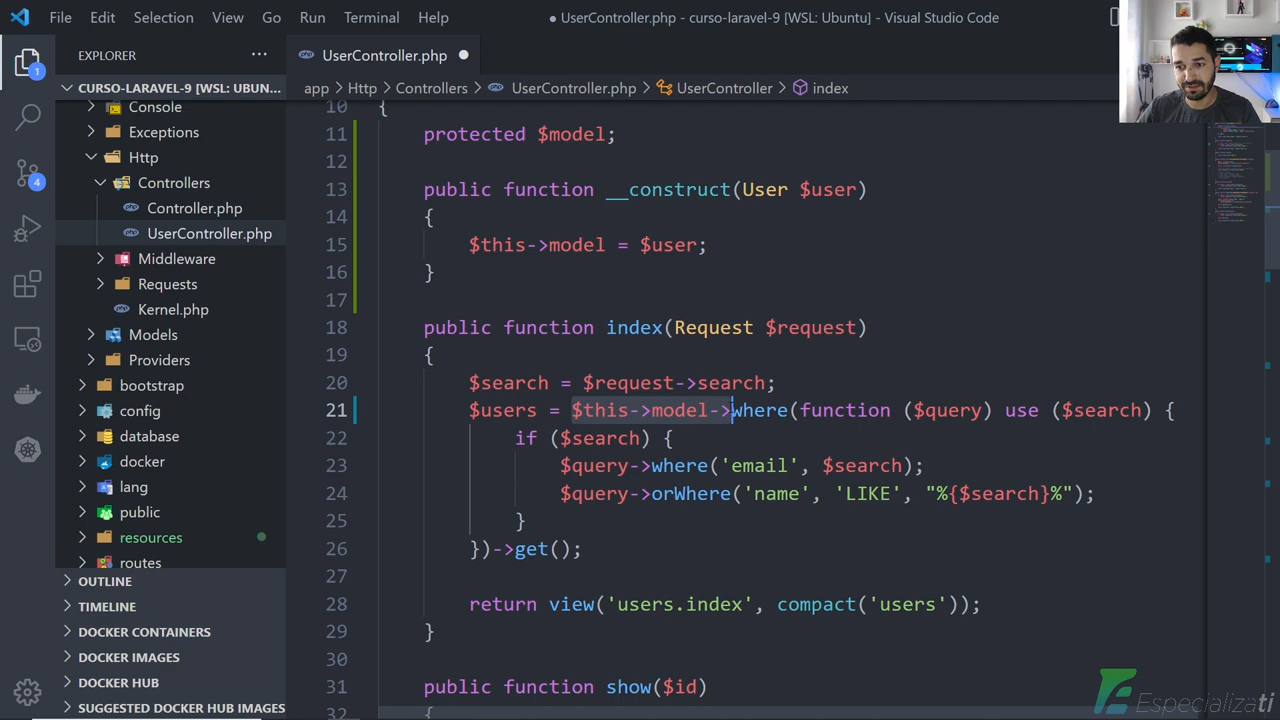 File Edit Selection View Go Run Terminal Help
● UserController.php - curso-laravel-9 [WSL: Ubuntu] - Visual Studio Code
EXPLORER ···
1
4
CURSO-LARAVEL-9 [WSL: UBUN...
Console
Exceptions
Http
Controllers
Controller.php
UserController.php
Middleware
Requests
Kernel.php
Models
Providers
bootstrap
config
database
docker
lang
public
resources
routes
OUTLINE
TIMELINE
DOCKER CONTAINERS
DOCKER IMAGES
DOCKER HUB
SUGGESTED DOCKER HUB IMAGES
UserController.php ●
app > Http > Controllers > UserController.php > UserController > index
10 {
11 protected $model;
12
13 public function __construct(User $user)
14 {
15 $this->model = $user;
16 }
17
18 public function index(Request $request)
19 {
20 $search = $request->search;
21 $users = $this->model->where(function ($query) use ($search) {
22 if ($search) {
23 $query->where('email', $search);
24 $query->orWhere('name', 'LIKE', "%{$search}%");
25 }
26 })->get();
27
28 return view('users.index', compact('users'));
29 }
30
31 public function show($id)
32 {
EspecializaTi